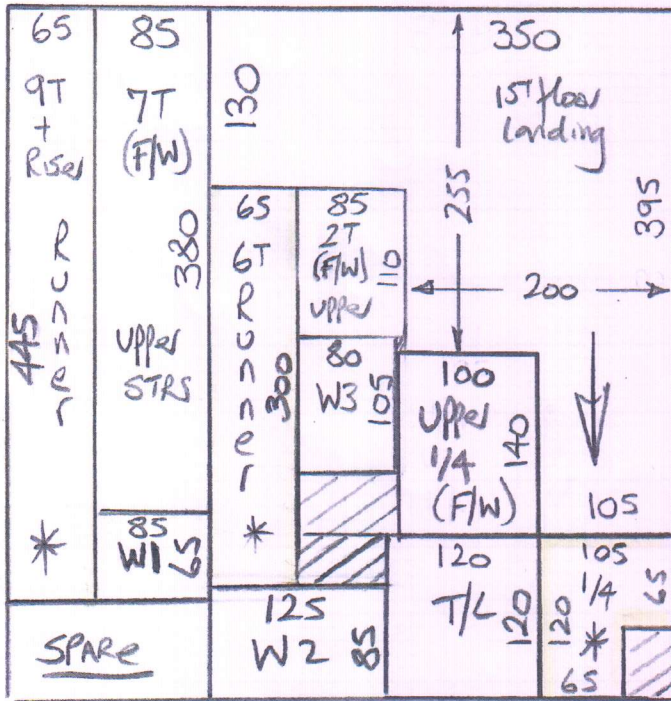 65
9T
+
Riser
Runner
445
*
85
7T
(F/W)
380
Upper
STRS
85
W1
65
SPARE
130
65
6T
Runner
300
*
85
2T
(F/W)
upper
110
80
W3
105
125
W2
85
350
1ST floor
Landing
255
395
200
100
Upper
1/4
(F/W)
140
105
120
T/L
120
105
1/4
*
120
65
65